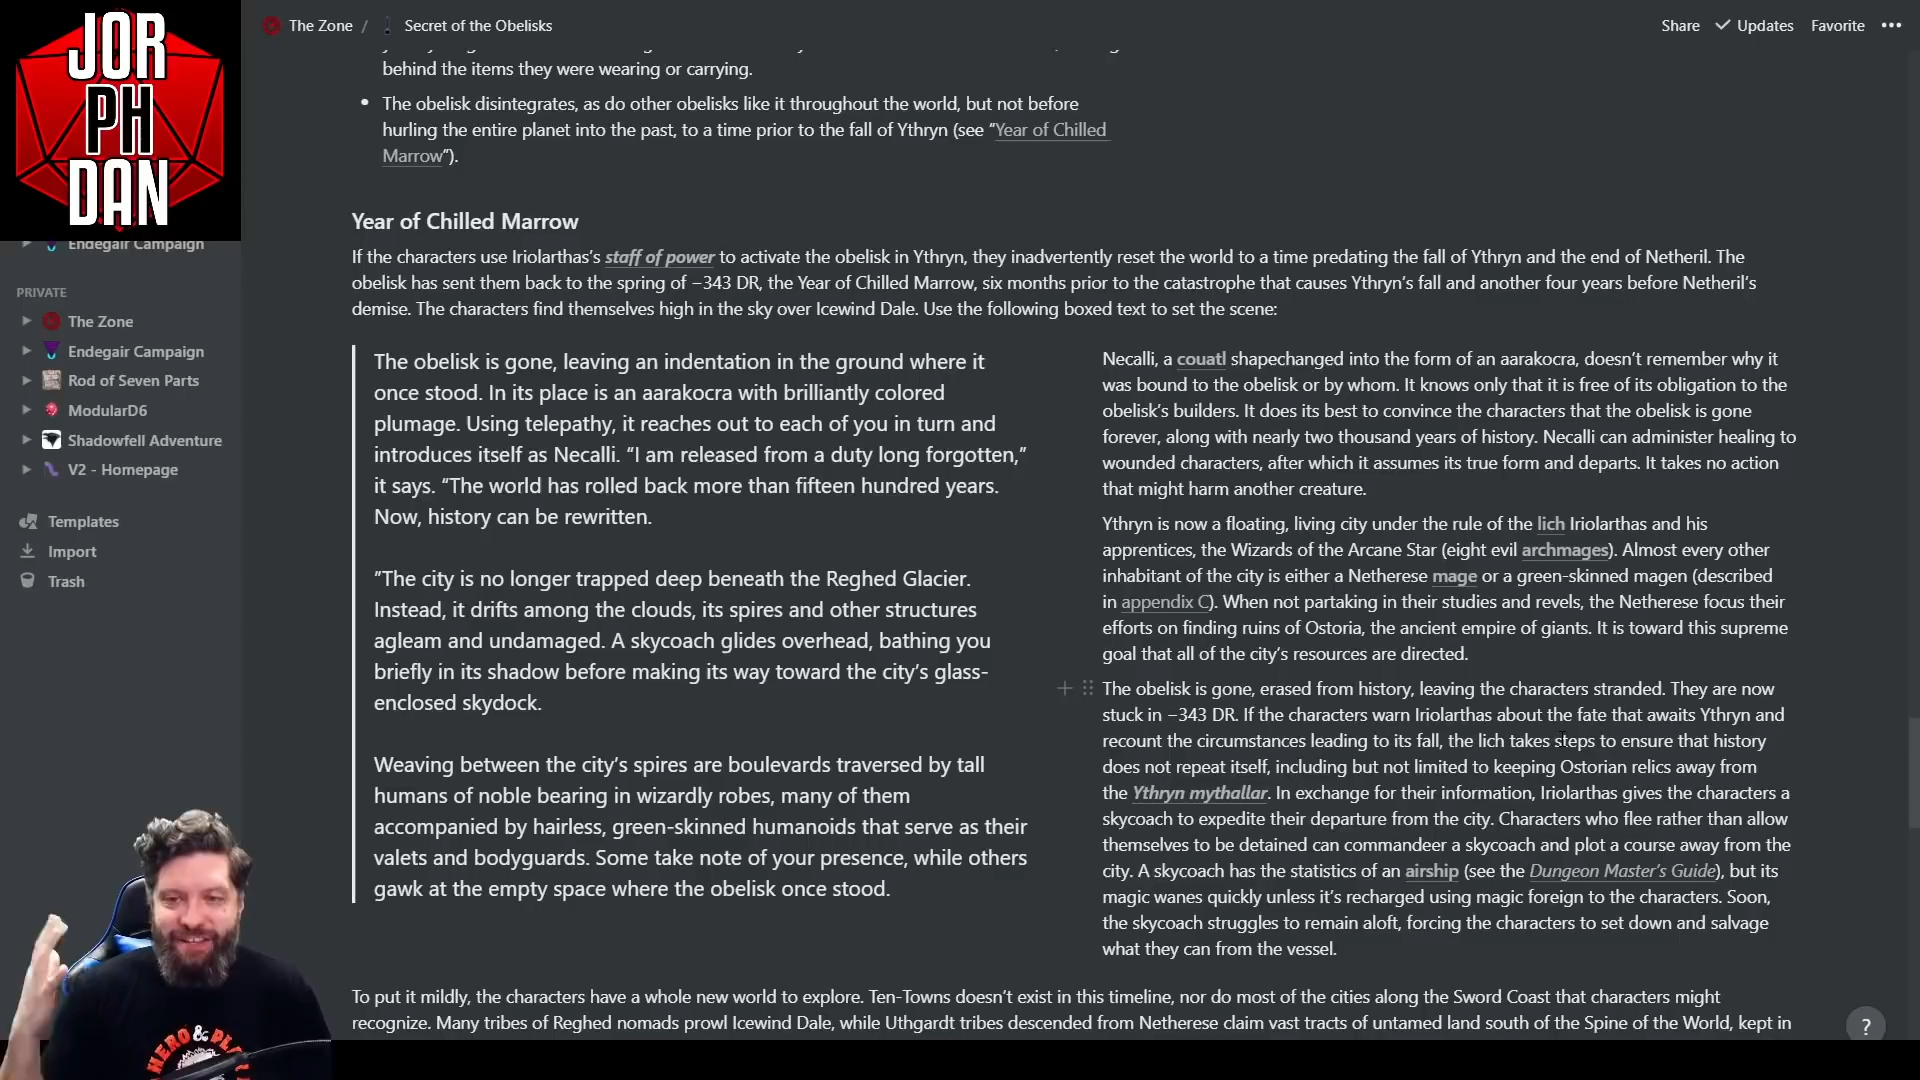 JOR
PH
DAN
The Zone / Secret of the Obelisks
Share ✓ Updates Favorite •••
Endegair Campaign
PRIVATE
The Zone
Endegair Campaign
Rod of Seven Parts
ModularD6
Shadowfell Adventure
V2 - Homepage
Templates
Import
Trash
behind the items they were wearing or carrying.
• The obelisk disintegrates, as do other obelisks like it throughout the world, but not before
hurling the entire planet into the past, to a time prior to the fall of Ythryn (see “Year of Chilled
Marrow”).
Year of Chilled Marrow
If the characters use Iriolarthas’s staff of power to activate the obelisk in Ythryn, they inadvertently reset the world to a time predating the fall of Ythryn and the end of Netheril. The
obelisk has sent them back to the spring of −343 DR, the Year of Chilled Marrow, six months prior to the catastrophe that causes Ythryn’s fall and another four years before Netheril’s
demise. The characters find themselves high in the sky over Icewind Dale. Use the following boxed text to set the scene:
The obelisk is gone, leaving an indentation in the ground where it
once stood. In its place is an aarakocra with brilliantly colored
plumage. Using telepathy, it reaches out to each of you in turn and
introduces itself as Necalli. “I am released from a duty long forgotten,”
it says. “The world has rolled back more than fifteen hundred years.
Now, history can be rewritten.
”The city is no longer trapped deep beneath the Reghed Glacier.
Instead, it drifts among the clouds, its spires and other structures
agleam and undamaged. A skycoach glides overhead, bathing you
briefly in its shadow before making its way toward the city’s glass-
enclosed skydock.
Weaving between the city’s spires are boulevards traversed by tall
humans of noble bearing in wizardly robes, many of them
accompanied by hairless, green-skinned humanoids that serve as their
valets and bodyguards. Some take note of your presence, while others
gawk at the empty space where the obelisk once stood.
Necalli, a couatl shapechanged into the form of an aarakocra, doesn’t remember why it
was bound to the obelisk or by whom. It knows only that it is free of its obligation to the
obelisk’s builders. It does its best to convince the characters that the obelisk is gone
forever, along with nearly two thousand years of history. Necalli can administer healing to
wounded characters, after which it assumes its true form and departs. It takes no action
that might harm another creature.
Ythryn is now a floating, living city under the rule of the lich Iriolarthas and his
apprentices, the Wizards of the Arcane Star (eight evil archmages). Almost every other
inhabitant of the city is either a Netherese mage or a green-skinned magen (described
in appendix C). When not partaking in their studies and revels, the Netherese focus their
efforts on finding ruins of Ostoria, the ancient empire of giants. It is toward this supreme
goal that all of the city’s resources are directed.
The obelisk is gone, erased from history, leaving the characters stranded. They are now
stuck in −343 DR. If the characters warn Iriolarthas about the fate that awaits Ythryn and
recount the circumstances leading to its fall, the lich takes steps to ensure that history
does not repeat itself, including but not limited to keeping Ostorian relics away from
the Ythryn mythallar. In exchange for their information, Iriolarthas gives the characters a
skycoach to expedite their departure from the city. Characters who flee rather than allow
themselves to be detained can commandeer a skycoach and plot a course away from the
city. A skycoach has the statistics of an airship (see the Dungeon Master’s Guide), but its
magic wanes quickly unless it’s recharged using magic foreign to the characters. Soon,
the skycoach struggles to remain aloft, forcing the characters to set down and salvage
what they can from the vessel.
To put it mildly, the characters have a whole new world to explore. Ten-Towns doesn’t exist in this timeline, nor do most of the cities along the Sword Coast that characters might
recognize. Many tribes of Reghed nomads prowl Icewind Dale, while Uthgardt tribes descended from Netherese claim vast tracts of untamed land south of the Spine of the World, kept in
?